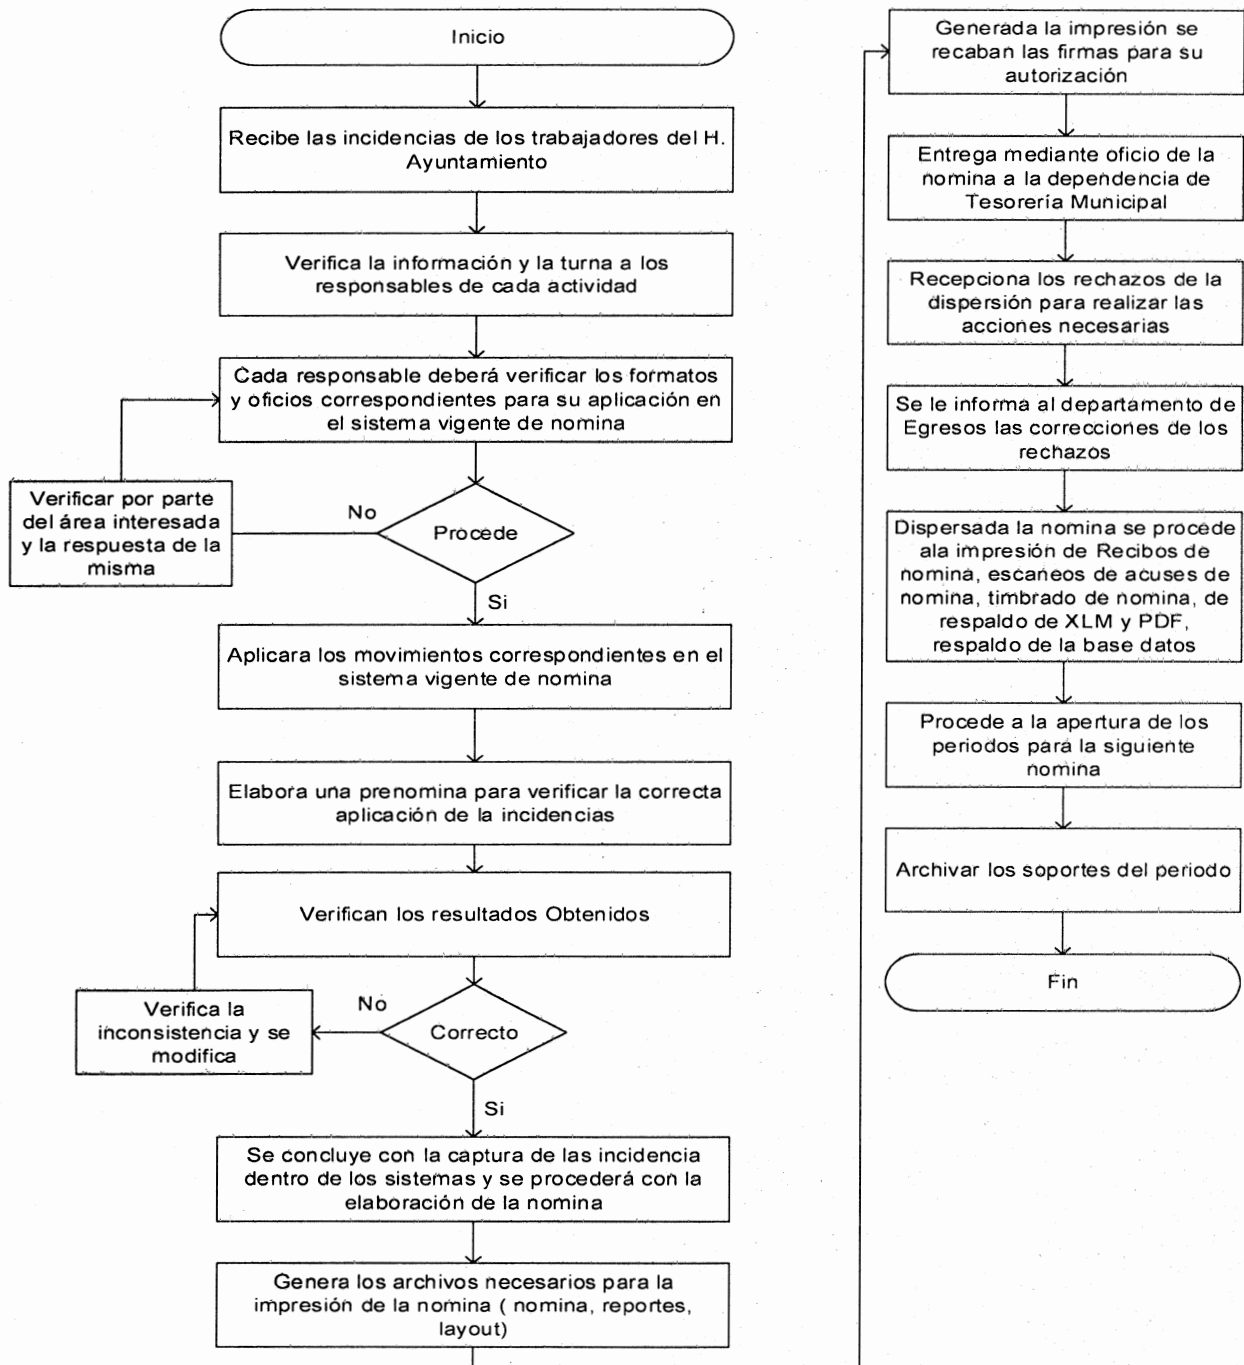 Inicio
Recibe las incidencias de los trabajadores del H.
Ayuntamiento
Verifica la información y la turna a los
responsables de cada actividad
Cada responsable deberá verificar los formatos
y oficios correspondientes para su aplicación en
el sistema vigente de nomina
Verificar por parte
del área interesada
y la respuesta de la
misma
No
Procede
Si
Aplicara los movimientos correspondientes en el
sistema vigente de nomina
Elabora una prenomina para verificar la correcta
aplicación de la incidencias
Verifican los resultados Obtenidos
Verifica la
inconsistencia y se
modifica
No
Correcto
Si
Se concluye con la captura de las incidencia
dentro de los sistemas y se procederá con la
elaboración de la nomina
Genera los archivos necesarios para la
impresión de la nomina ( nomina, reportes,
layout)
Generada la impresión se
recaban las firmas para su
autorización
Entrega mediante oficio de la
nomina a la dependencia de
Tesorería Municipal
Recepciona los rechazos de la
dispersión para realizar las
acciones necesarias
Se le informa al departamento de
Egresos las correcciones de los
rechazos
Dispersada la nomina se procede
ala impresión de Recibos de
nomina, escaneos de acuses de
nomina, timbrado de nomina, de
respaldo de XLM y PDF,
respaldo de la base datos
Procede a la apertura de los
periodos para la siguiente
nomina
Archivar los soportes del periodo
Fin